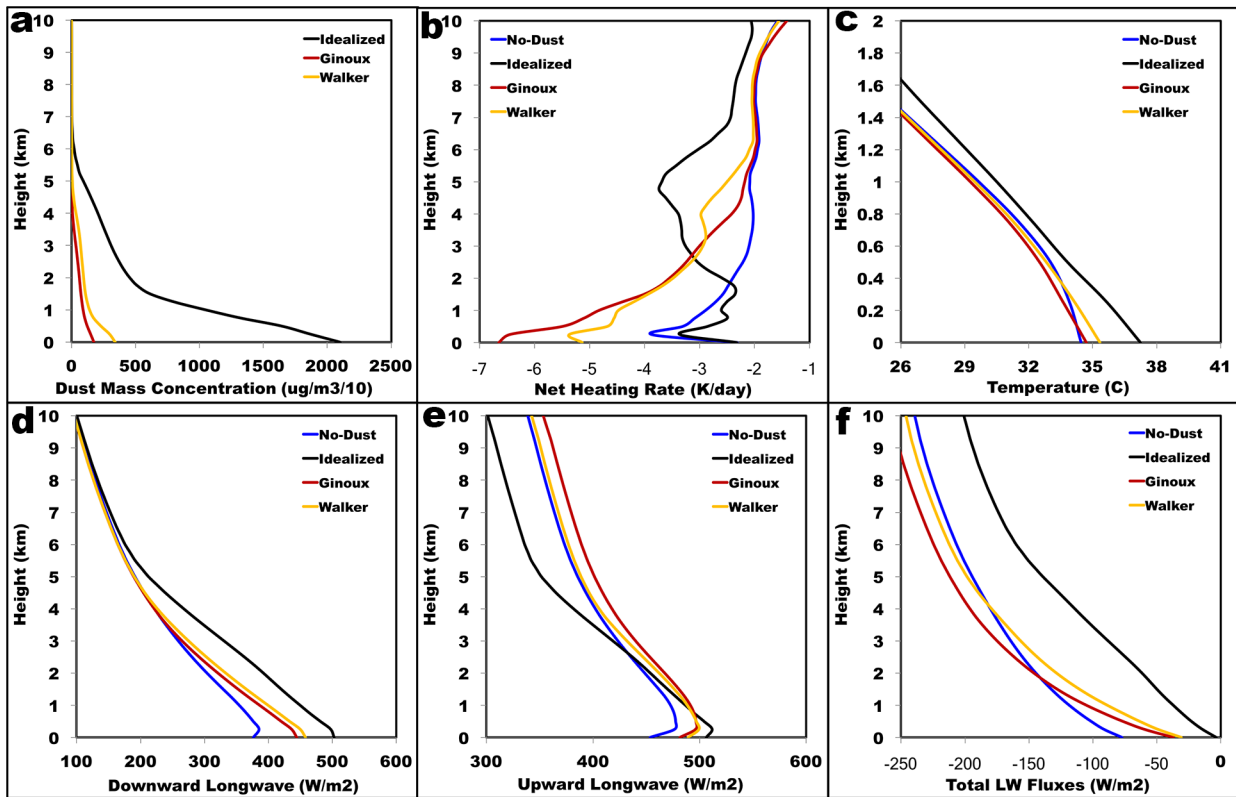 a
10
9
8
7
6
5
4
3
2
1
0
Height (km)
Idealized
Ginoux
Walker
0 500 1000 1500 2000 2500
Dust Mass Concentration (ug/m3/10)
b
10
9
8
7
6
5
4
3
2
1
0
Height (km)
No-Dust
Idealized
Ginoux
Walker
-7 -6 -5 -4 -3 -2 -1
Net Heating Rate (K/day)
c
2
1.8
1.6
1.4
1.2
1
0.8
0.6
0.4
0.2
0
Height (km)
No-Dust
Idealized
Ginoux
Walker
26 29 32 35 38 41
Temperature (C)
d
10
9
8
7
6
5
4
3
2
1
0
Height (km)
No-Dust
Idealized
Ginoux
Walker
100 200 300 400 500 600
Downward Longwave (W/m2)
e
10
9
8
7
6
5
4
3
2
1
0
Height (km)
No-Dust
Idealized
Ginoux
Walker
300 400 500 600
Upward Longwave (W/m2)
f
10
9
8
7
6
5
4
3
2
1
0
Height (km)
No-Dust
Idealized
Ginoux
Walker
-250 -200 -150 -100 -50 0
Total LW Fluxes (W/m2)